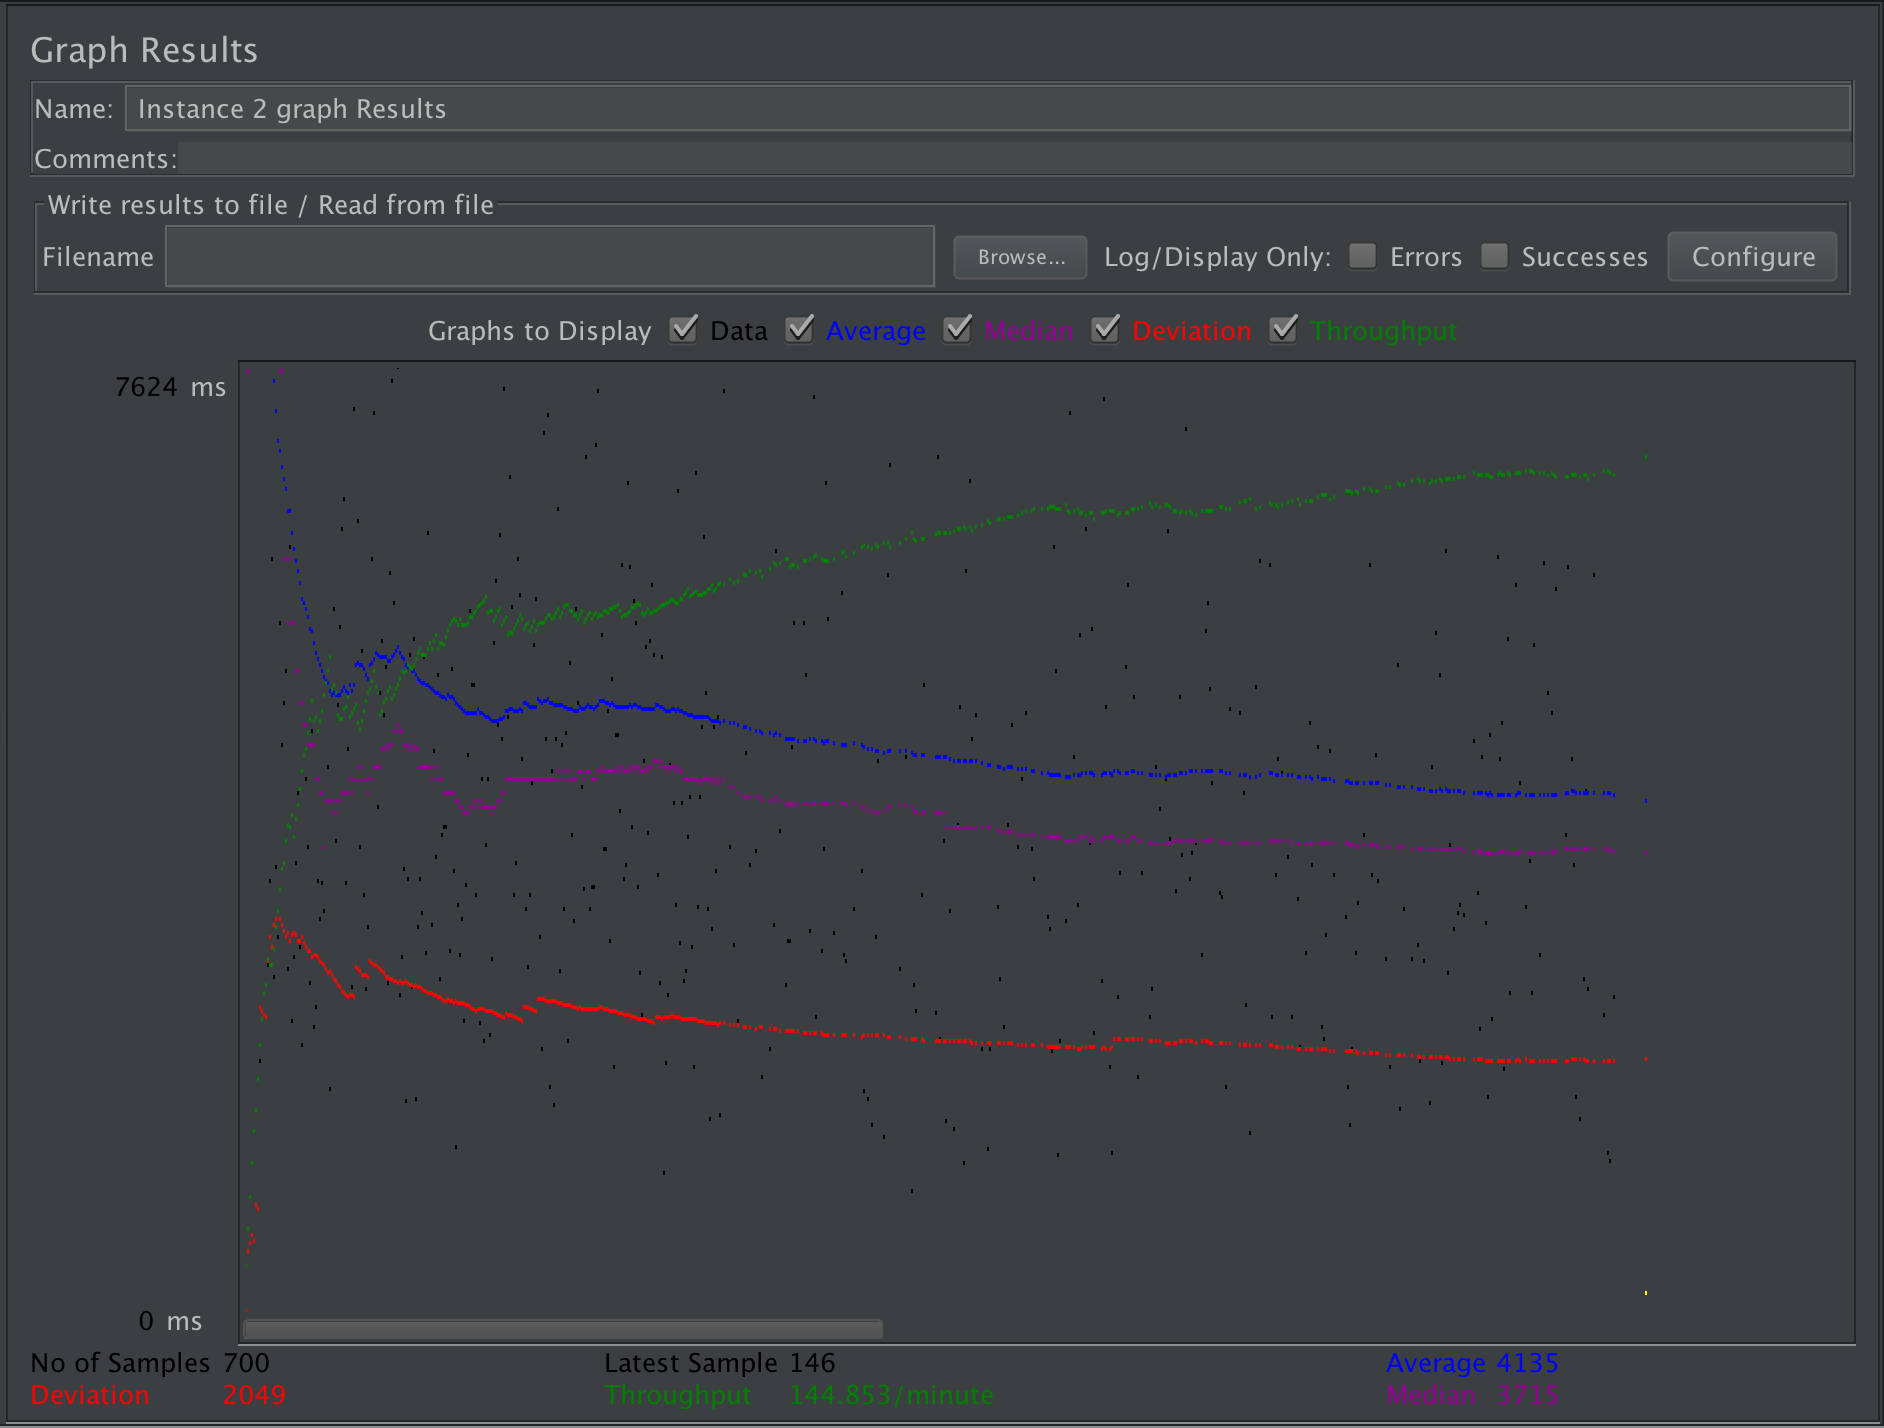 Graph Results
Name: Instance 2 graph Results
Comments:
Write results to file / Read from file
Filename Browse... Log/Display Only: Errors Successes Configure
Graphs to Display Data Average Median Deviation Throughput
7624 ms
0 ms
No of Samples 700 Latest Sample 146 Average 4135
Deviation 2049 Throughput 144.853/minute Median 3715